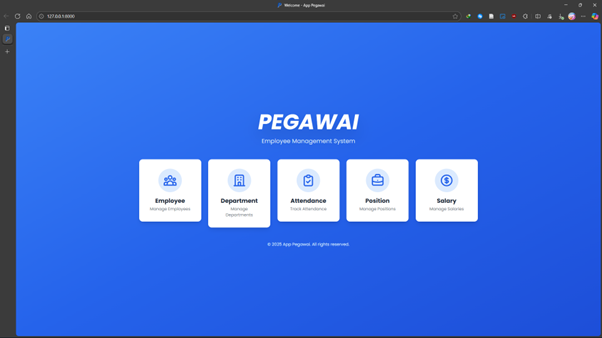 Welcome - App Pegawai
127.0.0.1:8000
PEGAWAI
Employee Management System
Employee
Manage Employees
Department
Manage
Departments
Attendance
Track Attendance
Position
Manage Positions
Salary
Manage Salaries
© 2025 App Pegawai. All rights reserved.